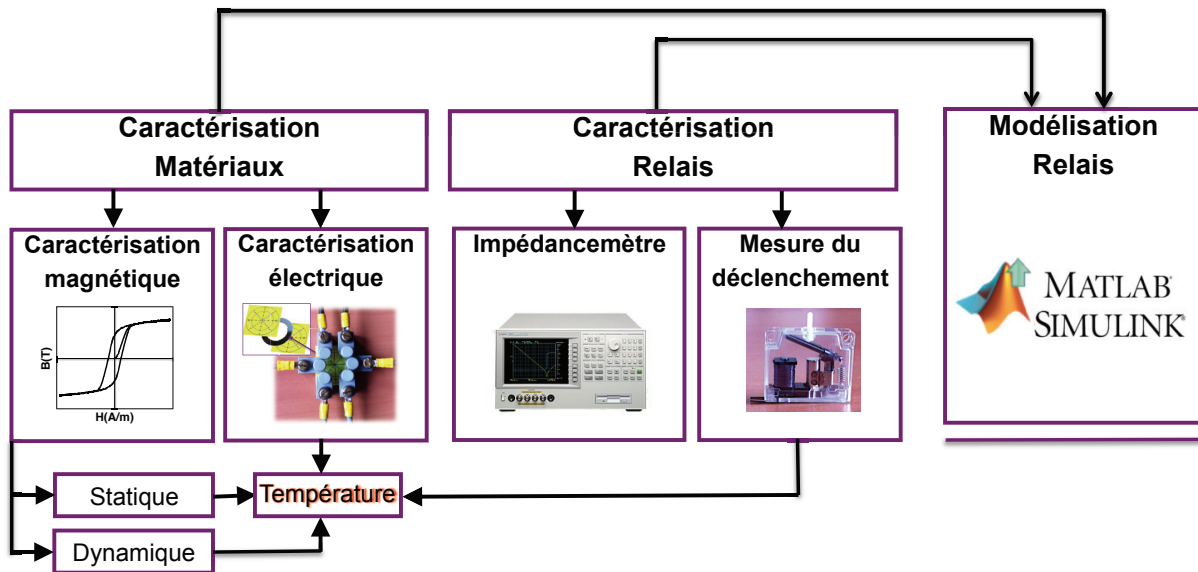 Caractérisation
Matériaux
Caractérisation
Relais
Modélisation
Relais
Caractérisation
magnétique
B(T)
H(A/m)
Caractérisation
électrique
Impédancemètre
Mesure du
déclenchement
MATLAB®
SIMULINK®
Statique
Température
Dynamique